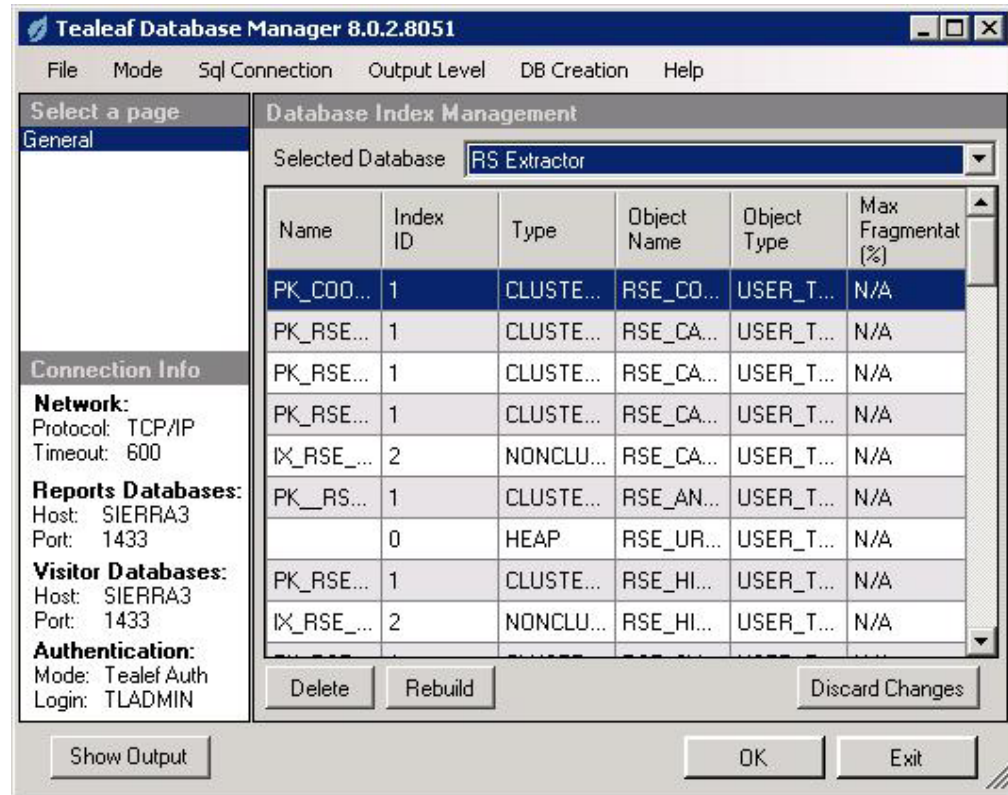 Tealeaf Database Manager 8.0.2.8051
File Mode Sql Connection Output Level DB Creation Help
Select a page
General
Database Index Management
Selected Database RS Extractor
Name Index ID Type Object Name Object Type Max Fragmentat (%)
PK_COO... 1 CLUSTE... RSE_CO... USER_T... N/A
PK_RSE... 1 CLUSTE... RSE_CA... USER_T... N/A
PK_RSE... 1 CLUSTE... RSE_CA... USER_T... N/A
PK_RSE... 1 CLUSTE... RSE_CA... USER_T... N/A
IX_RSE_... 2 NONCLU... RSE_CA... USER_T... N/A
PK__RS... 1 CLUSTE... RSE_AN... USER_T... N/A
0 HEAP RSE_UR... USER_T... N/A
PK_RSE... 1 CLUSTE... RSE_HI... USER_T... N/A
IX_RSE_... 2 NONCLU... RSE_HI... USER_T... N/A
Connection Info
Network:
Protocol: TCP/IP
Timeout: 600
Reports Databases:
Host: SIERRA3
Port: 1433
Visitor Databases:
Host: SIERRA3
Port: 1433
Authentication:
Mode: Tealef Auth
Login: TLADMIN
Delete Rebuild Discard Changes
Show Output OK Exit